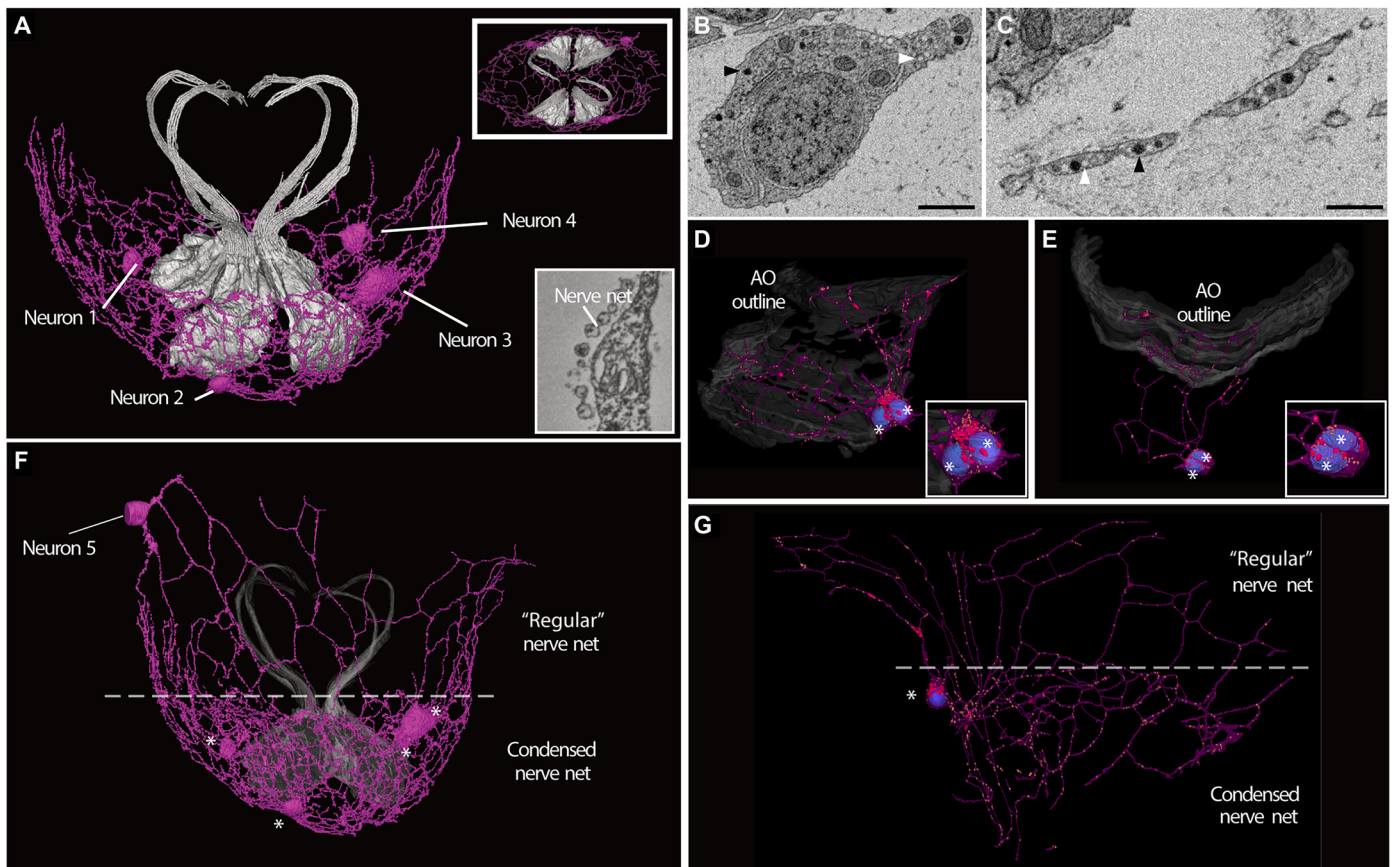 A
Neuron 4
Neuron 1
Neuron 3
Neuron 2
Nerve net
B
C
D
AO
outline
*
*
*
*
E
AO
outline
*
*
*
*
F
Neuron 5
“Regular”
nerve net
*
*
*
Condensed
nerve net
*
G
“Regular”
nerve net
*
Condensed
nerve net